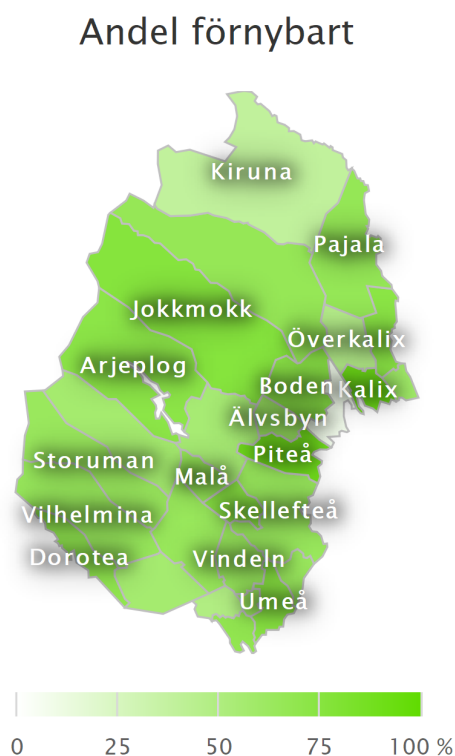 Andel förnybart
Kiruna
Pajala
Jokkmokk
Överkalix
Arjeplog
Boden
Kalix
Älvsbyn
Piteå
Storuman
Malå
Skellefteå
Vilhelmina
Dorotea
Vindeln
Umeå
0 25 50 75 100 %